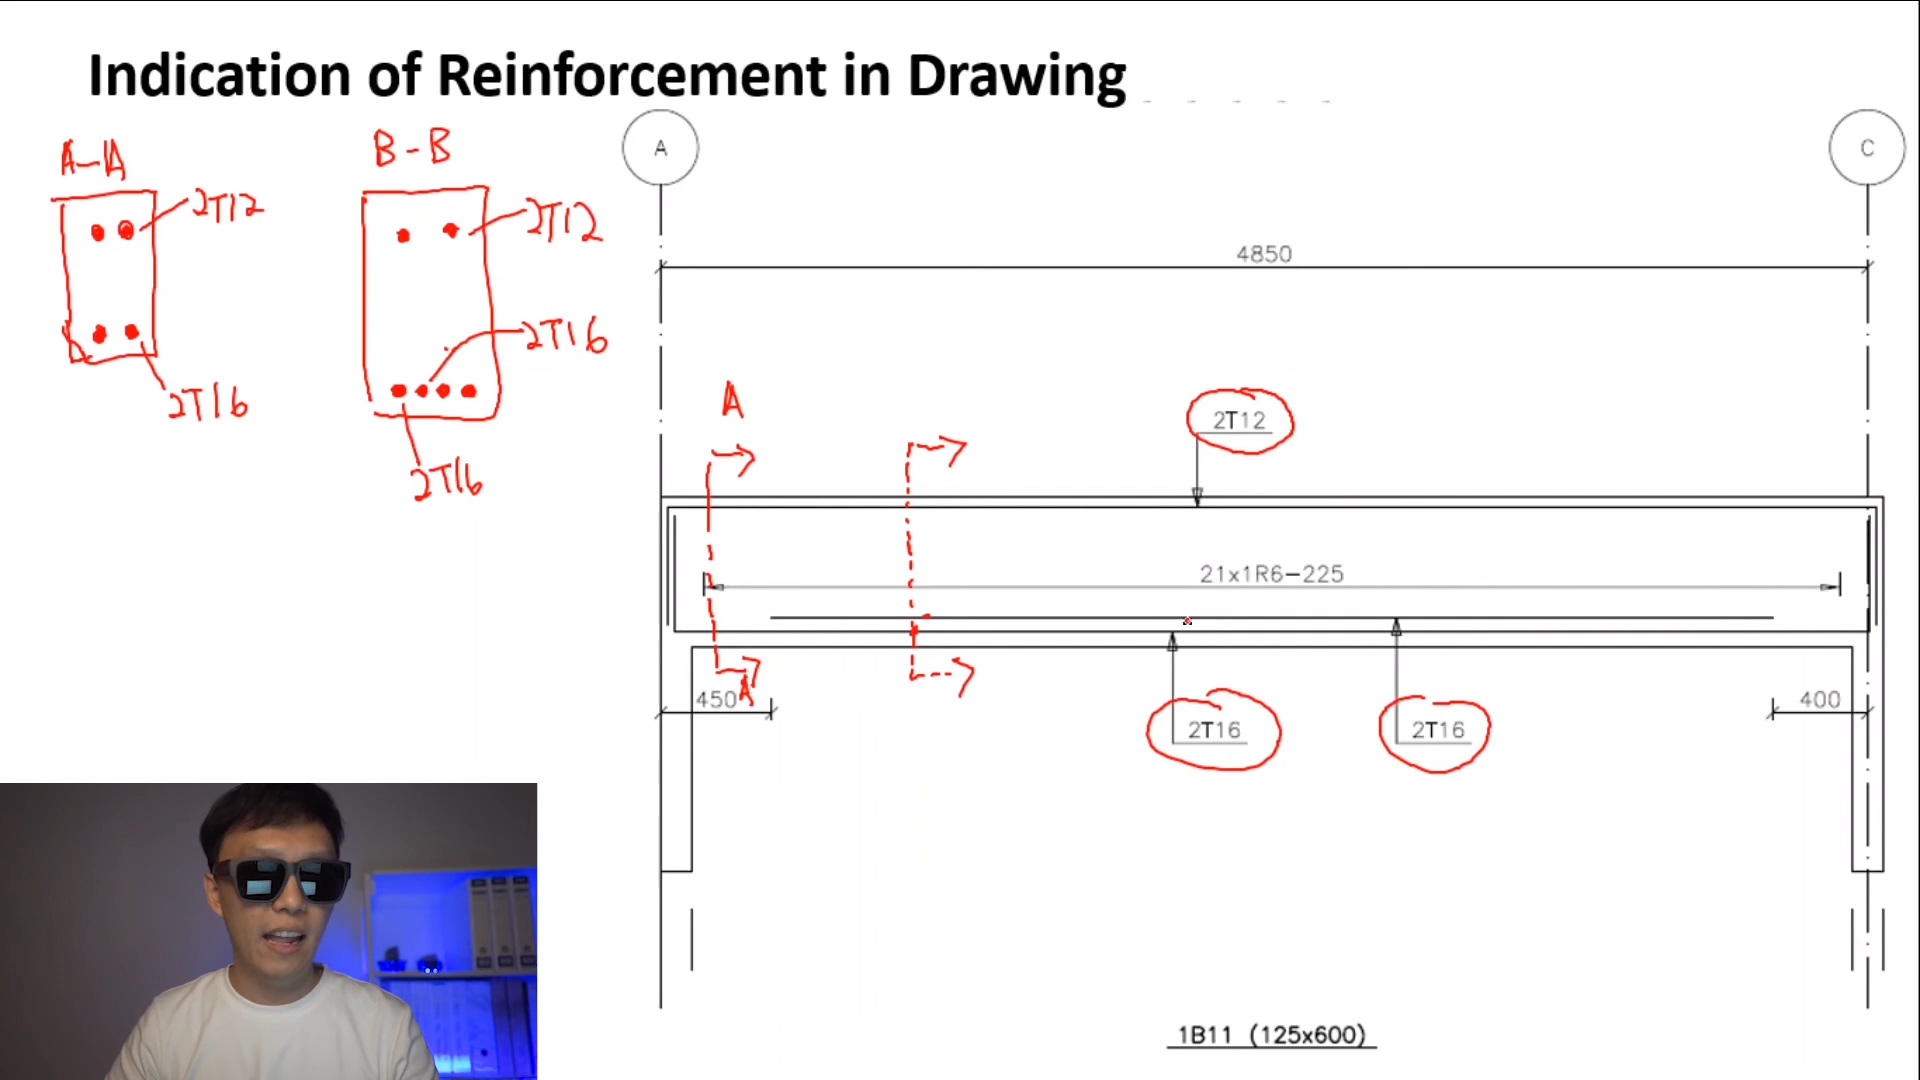 Indication of Reinforcement in Drawing
A-A
B-B
2T12
2T12
2T16
2T16
2T16
A
C
4850
A
2T12
21x1R6-225
A
450
2T16
2T16
400
1B11 (125x600)